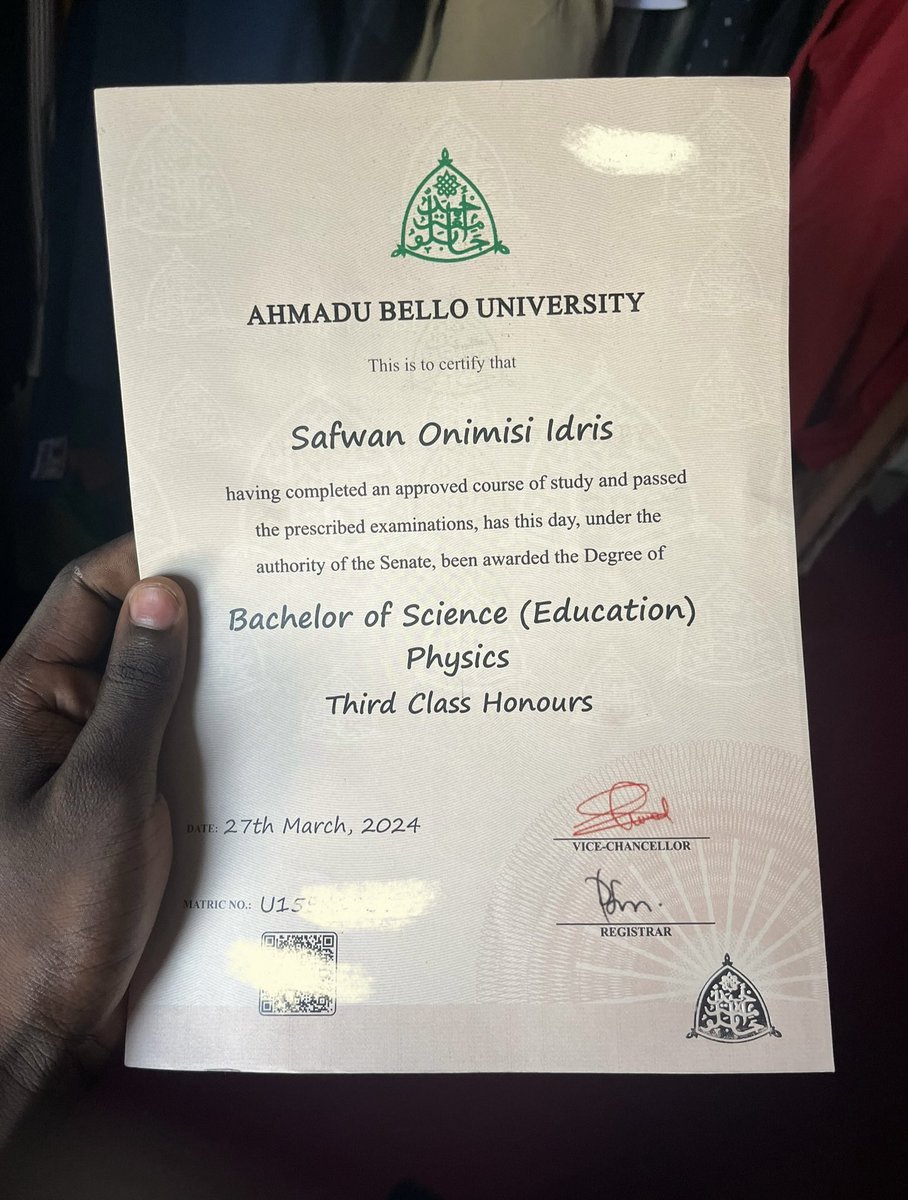 AHMADU BELLO UNIVERSITY
This is to certify that
Safwan Onimisi Idris
having completed an approved course of study and passed
the prescribed examinations, has this day, under the
authority of the Senate, been awarded the Degree of
Bachelor of Science (Education)
Physics
Third Class Honours
DATE: 27th March, 2024
VICE-CHANCELLOR
MATRIC NO.: U15
REGISTRAR